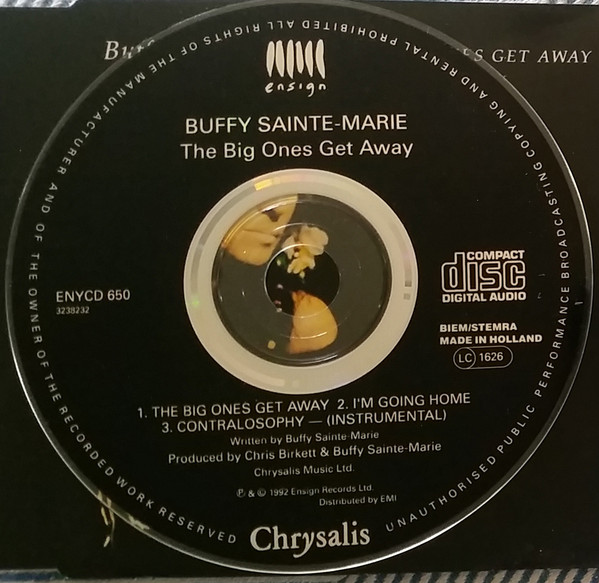 Buf
S GET AWAY
ensign
BUFFY SAINTE-MARIE
The Big Ones Get Away
ENYCD 650
3238232
COMPACT
disc
DIGITAL AUDIO
BIEM/STEMRA
MADE IN HOLLAND
LC 1626
1. THE BIG ONES GET AWAY 2. I'M GOING HOME
3. CONTRALOSOPHY — (INSTRUMENTAL)
Written by Buffy Sainte-Marie
Produced by Chris Birkett & Buffy Sainte-Marie
Chrysalis Music Ltd.
℗ & © 1992 Ensign Records Ltd.
Distributed by EMI
Chrysalis
ALL RIGHTS OF THE MANUFACTURER AND OF THE OWNER OF THE RECORDED WORK RESERVED UNAUTHORISED PUBLIC PERFORMANCE BROADCASTING COPYING AND RENTAL PROHIBITED